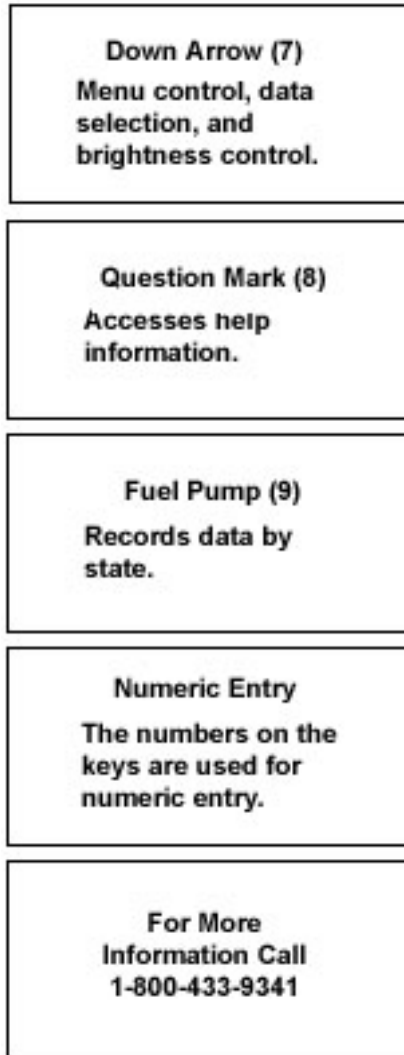 Down Arrow (7)
Menu control, data
selection, and
brightness control.
Question Mark (8)
Accesses help
information.
Fuel Pump (9)
Records data by
state.
Numeric Entry
The numbers on the
keys are used for
numeric entry.
For More
Information Call
1-800-433-9341